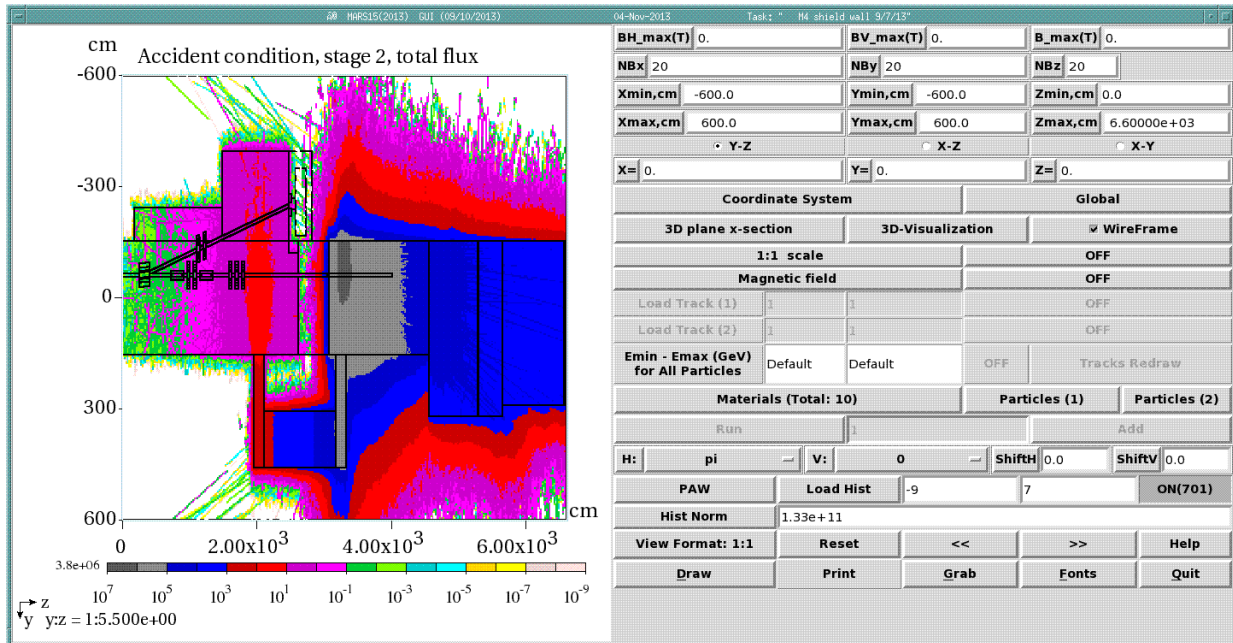 MARS15(2013) GUI (09/10/2013) 04-Nov-2013 Task: " M4 shield wall 9/7/13"
cm
Accident condition, stage 2, total flux
-600
-300
0
300
600
cm
0 2.00x10³ 4.00x10³ 6.00x10³
3.8e+06
10⁷ 10⁵ 10³ 10¹ 10⁻¹ 10⁻³ 10⁻⁵ 10⁻⁷ 10⁻⁹
z
y y:z = 1:5.500e+00
BH_max(T) 0. BV_max(T) 0. B_max(T) 0.
NBx 20 NBy 20 NBz 20
Xmin,cm -600.0 Ymin,cm -600.0 Zmin,cm 0.0
Xmax,cm 600.0 Ymax,cm 600.0 Zmax,cm 6.60000e+03
Y-Z X-Z X-Y
X= 0. Y= 0. Z= 0.
Coordinate System Global
3D plane x-section 3D-Visualization WireFrame
1:1 scale OFF
Magnetic field OFF
Load Track (1) 1 1 OFF
Load Track (2) 1 1 OFF
Emin - Emax (GeV)
for All Particles Default Default OFF Tracks Redraw
Materials (Total: 10) Particles (1) Particles (2)
Run 1 Add
H: pi V: 0 ShiftH 0.0 ShiftV 0.0
PAW Load Hist -9 7 ON(701)
Hist Norm 1.33e+11
View Format: 1:1 Reset << >> Help
Draw Print Grab Fonts Quit